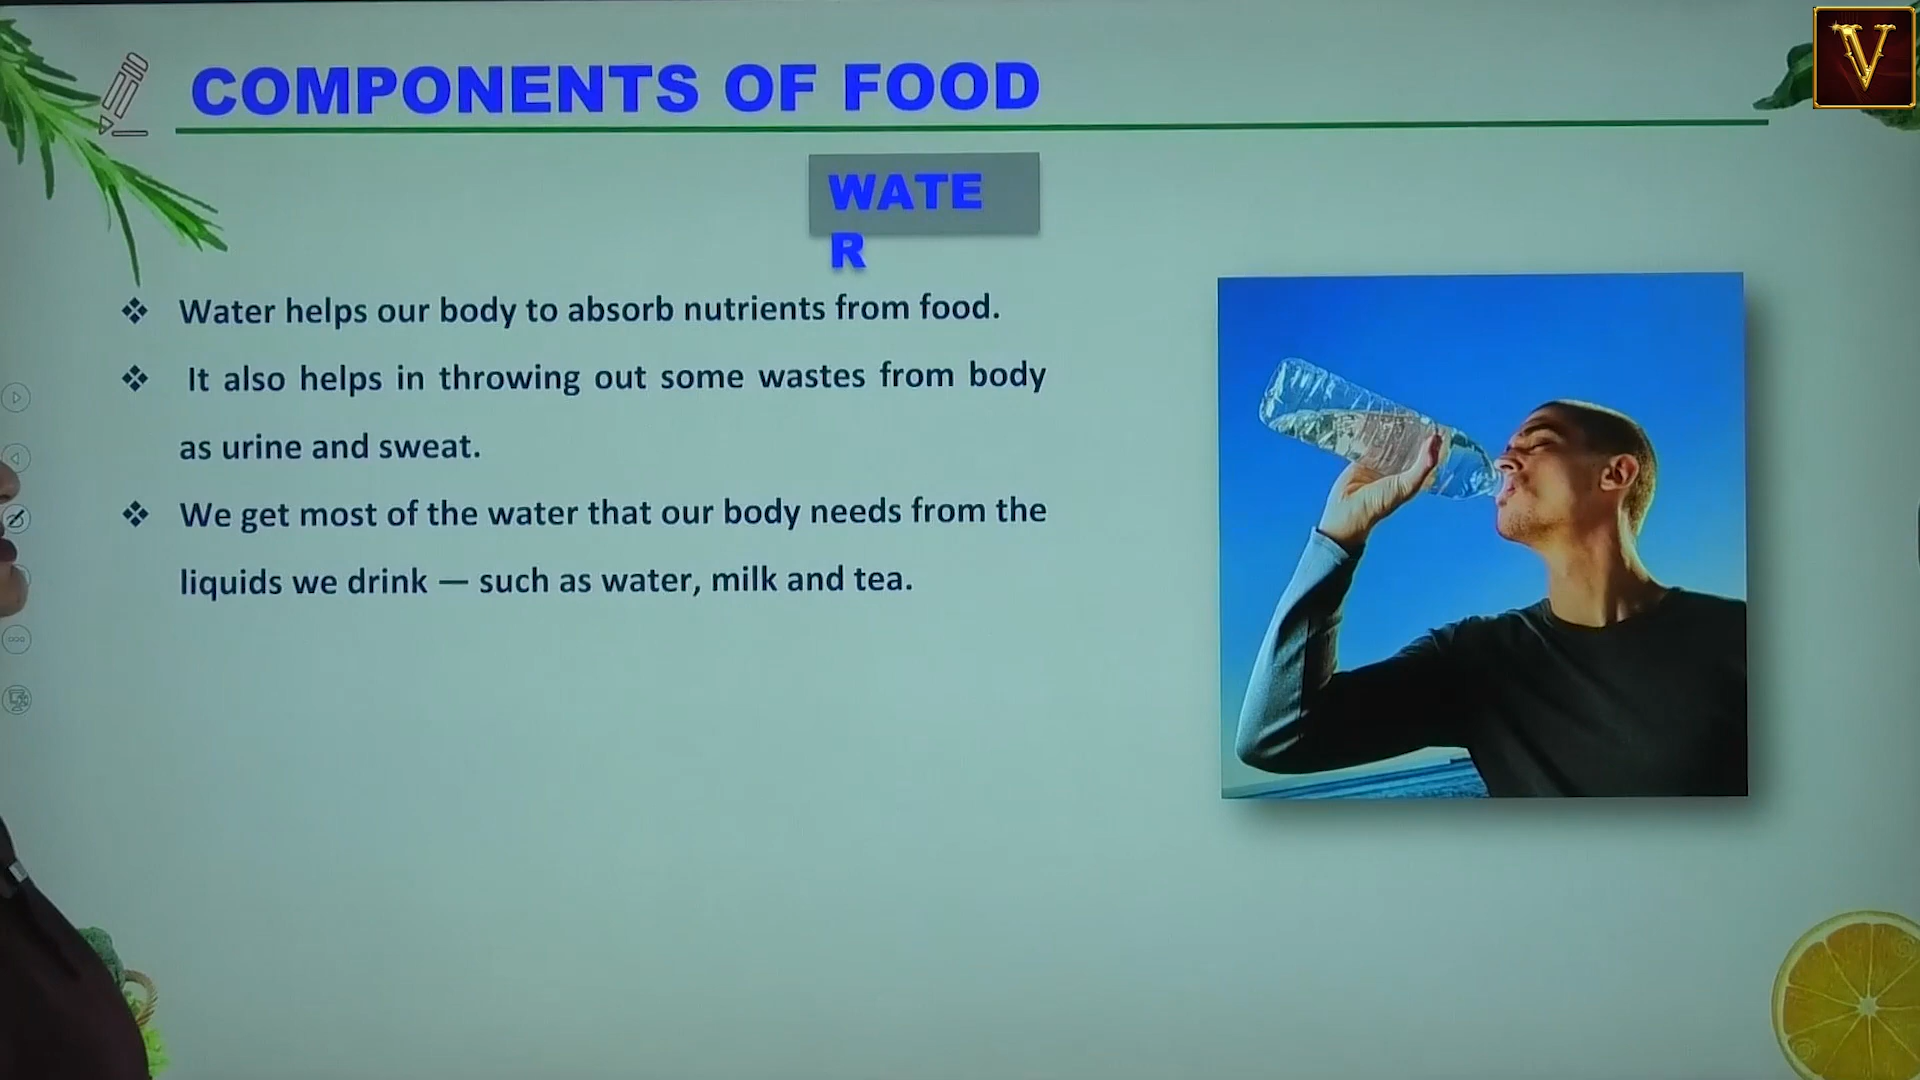 V
COMPONENTS OF FOOD
WATE
R
❖ Water helps our body to absorb nutrients from food.
❖ It also helps in throwing out some wastes from body
as urine and sweat.
❖ We get most of the water that our body needs from the
liquids we drink — such as water, milk and tea.